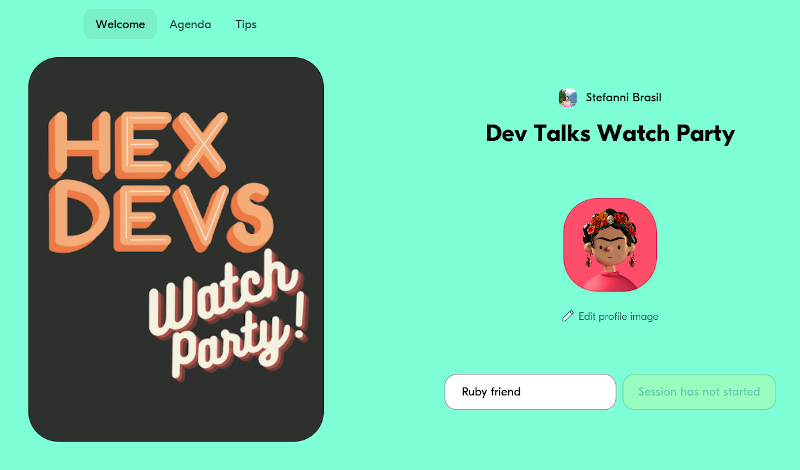 Welcome
Agenda
Tips
HEX
DEVS
Watch
Party!
Stefanni Brasil
Dev Talks Watch Party
Edit profile image
Ruby friend
Session has not started